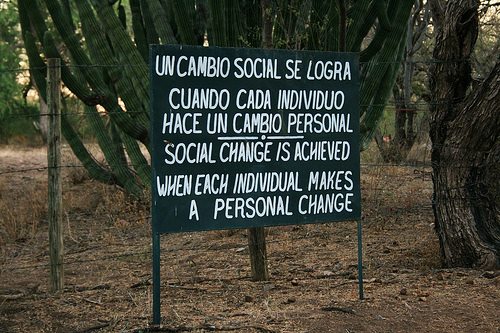 UN CAMBIO SOCIAL SE LOGRA
CUANDO CADA INDIVIDUO
HACE UN CAMBIO PERSONAL
SOCIAL CHANGE IS ACHIEVED
WHEN EACH INDIVIDUAL MAKES
A PERSONAL CHANGE